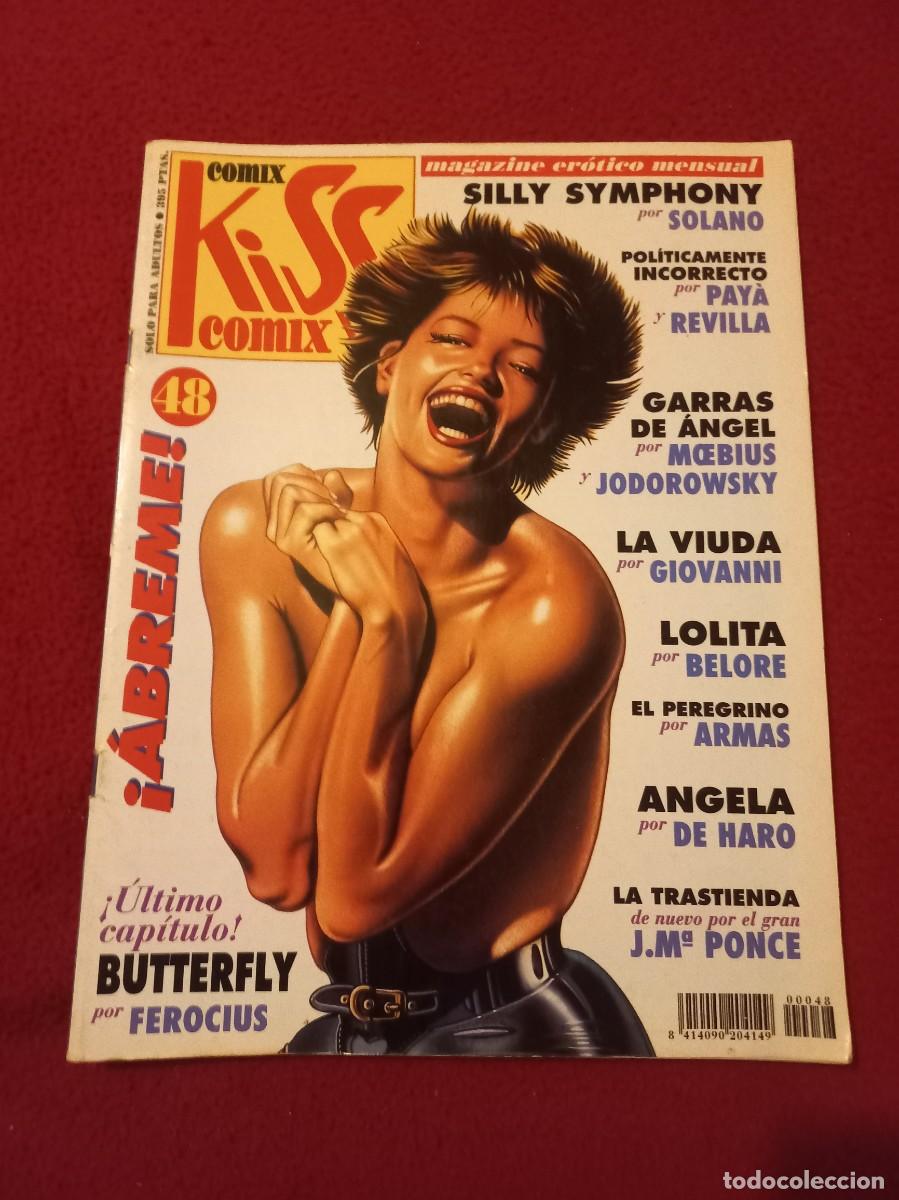 SOLO PARA ADULTOS ● 395 PTAS.
COMIX
KiSS
COMIX
magazine erótico mensual
SILLY SYMPHONY
por SOLANO
POLÍTICAMENTE
INCORRECTO
por PAYÀ
y REVILLA
48
¡ÁBREME!
GARRAS
DE ÁNGEL
por MŒBIUS
y JODOROWSKY
LA VIUDA
por GIOVANNI
LOLITA
por BELORE
EL PEREGRINO
por ARMAS
ANGELA
por DE HARO
LA TRASTIENDA
de nuevo por el gran
J.Mª PONCE
¡Último
capítulo!
BUTTERFLY
por FEROCIUS
00048
8 414090 204149
todocoleccion